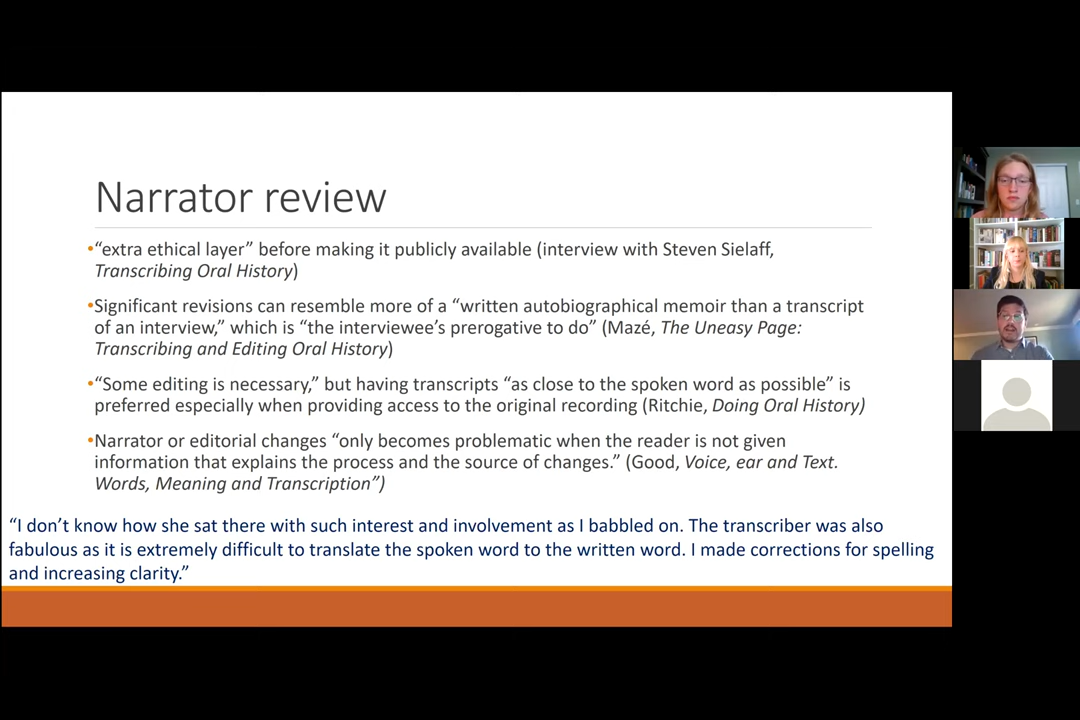 Narrator review
•“extra ethical layer” before making it publicly available (interview with Steven Sielaff,
Transcribing Oral History)
•Significant revisions can resemble more of a “written autobiographical memoir than a transcript
of an interview,” which is “the interviewee’s prerogative to do” (Mazé, The Uneasy Page:
Transcribing and Editing Oral History)
•“Some editing is necessary,” but having transcripts “as close to the spoken word as possible” is
preferred especially when providing access to the original recording (Ritchie, Doing Oral History)
•Narrator or editorial changes “only becomes problematic when the reader is not given
information that explains the process and the source of changes.” (Good, Voice, ear and Text.
Words, Meaning and Transcription”)
“I don’t know how she sat there with such interest and involvement as I babbled on. The transcriber was also
fabulous as it is extremely difficult to translate the spoken word to the written word. I made corrections for spelling
and increasing clarity.”